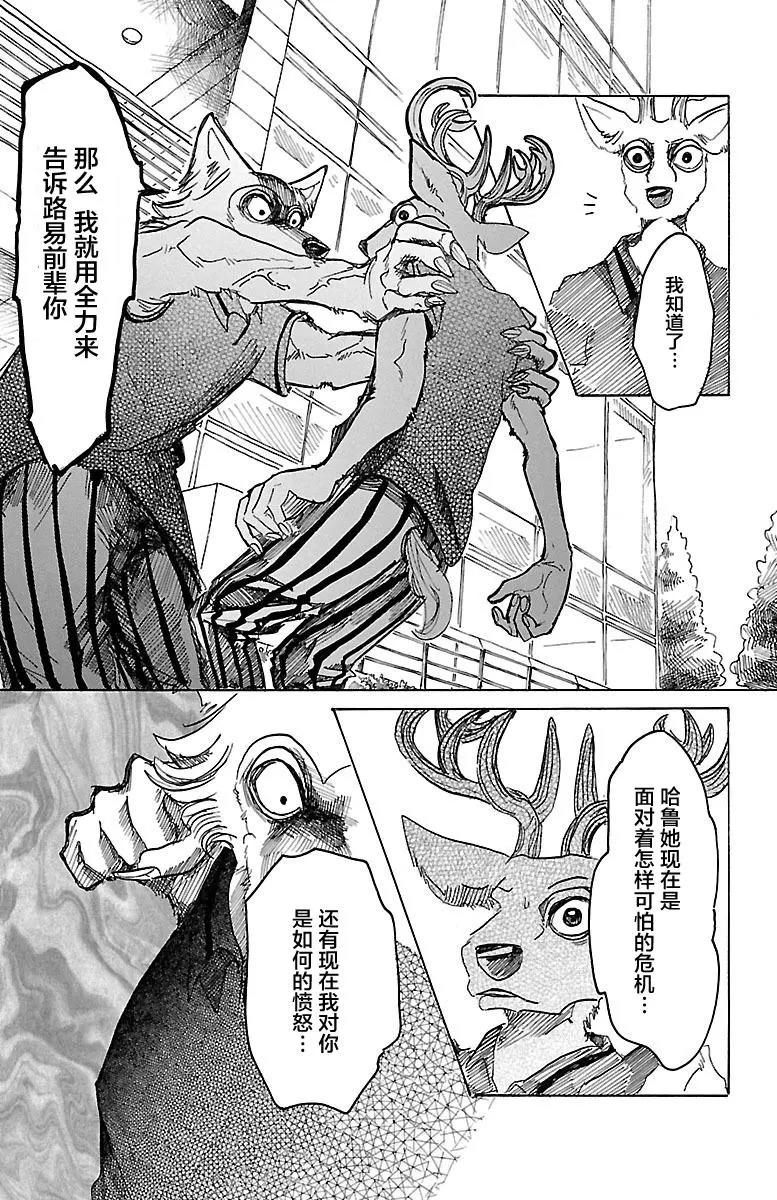 我知道了…
那么 我就用全力来
告诉路易前辈你
哈鲁她现在是
面对着怎样可怕的危机…
还有现在我对你
是如何的愤怒…